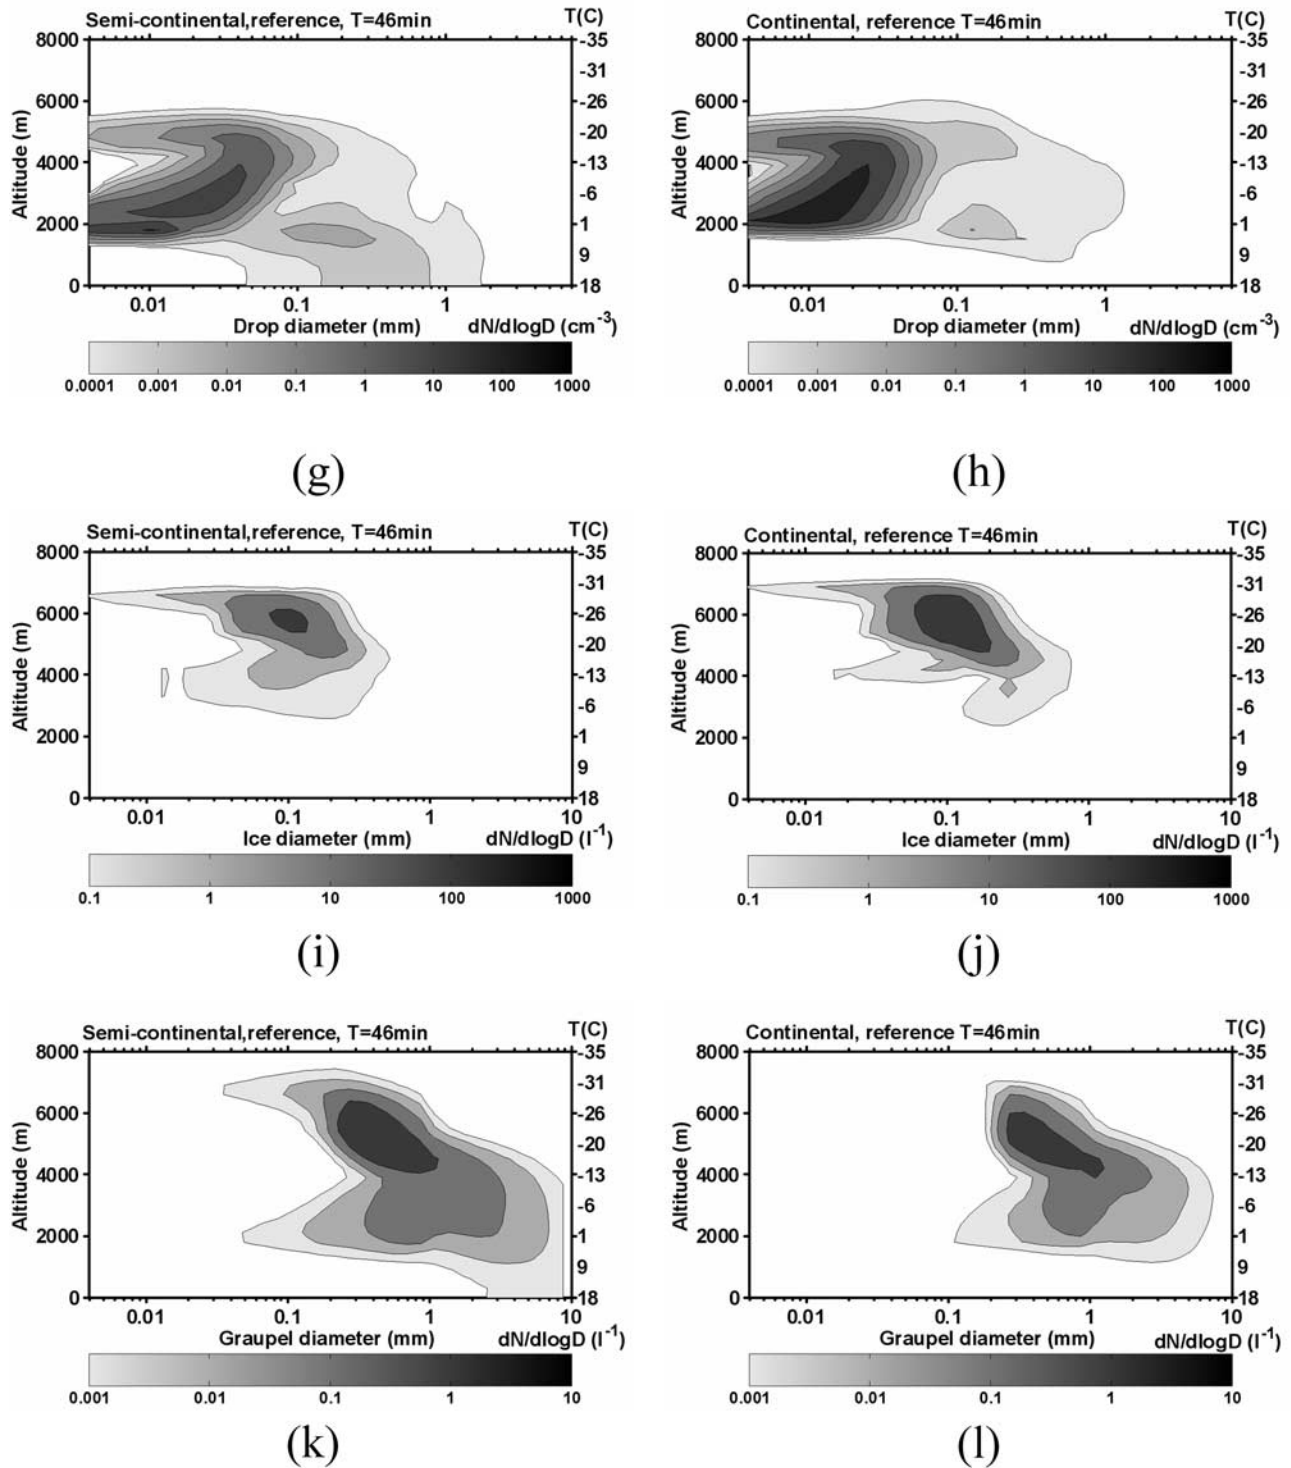 Semi-continental,reference, T=46min T(C)
8000 -35
-31
6000 -26
-20
4000 -13
-6
2000 1
9
0 18
Altitude (m)
0.01 0.1 1
Drop diameter (mm) dN/dlogD (cm-3)
0.0001 0.001 0.01 0.1 1 10 100 1000
(g)
Continental, reference T=46min T(C)
8000 -35
-31
6000 -26
-20
4000 -13
-6
2000 1
9
0 18
Altitude (m)
0.01 0.1 1
Drop diameter (mm) dN/dlogD (cm-3)
0.0001 0.001 0.01 0.1 1 10 100 1000
(h)
Semi-continental,reference, T=46min T(C)
8000 -35
-31
6000 -26
-20
4000 -13
-6
2000 1
9
0 18
Altitude (m)
0.01 0.1 1 10
Ice diameter (mm) dN/dlogD (l-1)
0.1 1 10 100 1000
(i)
Continental, reference T=46min T(C)
8000 -35
-31
6000 -26
-20
4000 -13
-6
2000 1
9
0 18
Altitude (m)
0.01 0.1 1 10
Ice diameter (mm) dN/dlogD (l-1)
0.1 1 10 100 1000
(j)
Semi-continental,reference, T=46min T(C)
8000 -35
-31
6000 -26
-20
4000 -13
-6
2000 1
9
0 18
Altitude (m)
0.01 0.1 1 10
Graupel diameter (mm) dN/dlogD (l-1)
0.001 0.01 0.1 1 10
(k)
Continental, reference T=46min T(C)
8000 -35
-31
6000 -26
-20
4000 -13
-6
2000 1
9
0 18
Altitude (m)
0.01 0.1 1 10
Graupel diameter (mm) dN/dlogD (l-1)
0.001 0.01 0.1 1 10
(l)